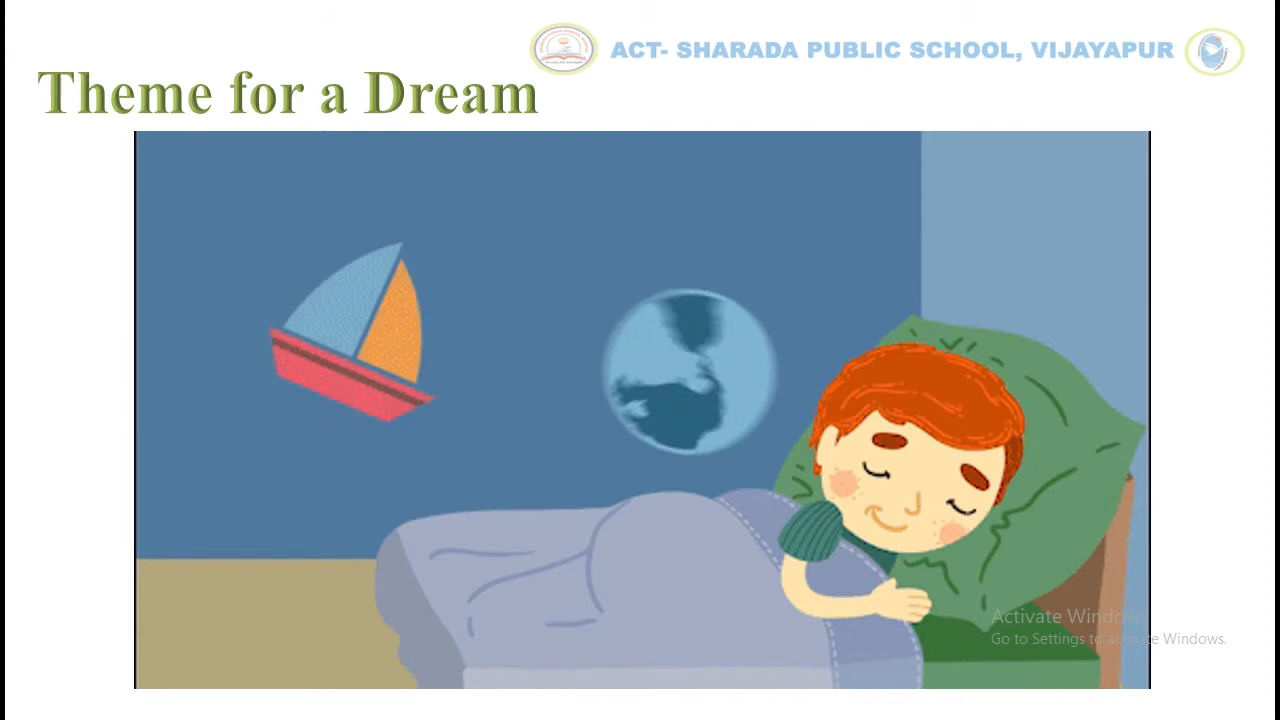 ACT- SHARADA PUBLIC SCHOOL, VIJAYAPUR
Theme for a Dream
Activate Windows
Go to Settings to activate Windows.